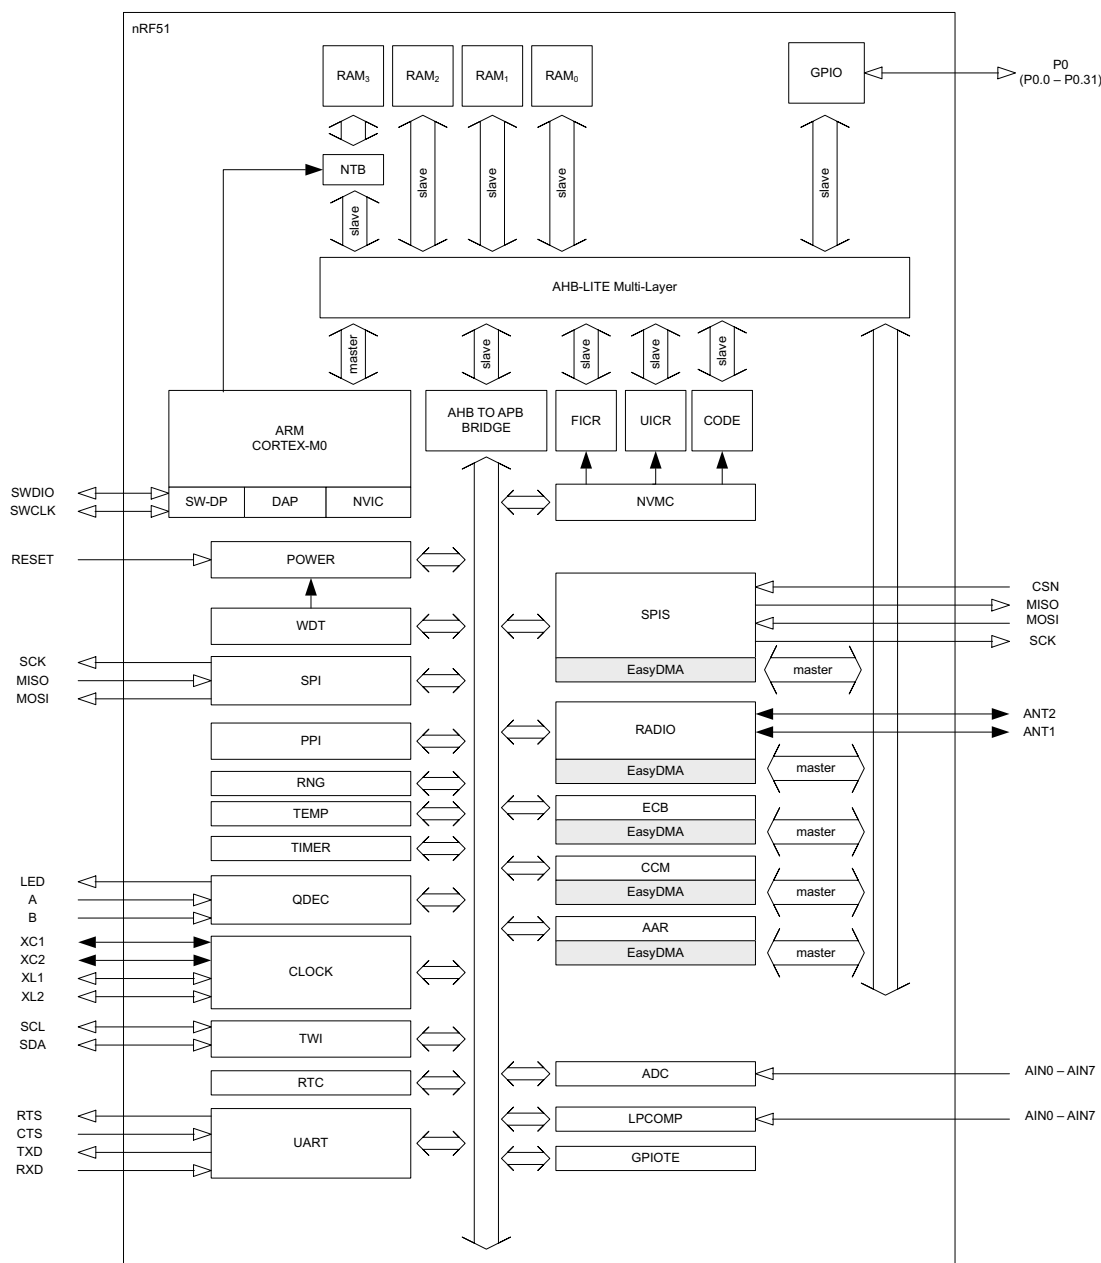 nRF51
RAM3
RAM2
RAM1
RAM0
GPIO
P0
(P0.0 – P0.31)
NTB
slave
slave
slave
slave
slave
AHB-LITE Multi-Layer
master
slave
slave
slave
slave
ARM
CORTEX-M0
AHB TO APB
BRIDGE
FICR
UICR
CODE
SWDIO
SWCLK
SW-DP
DAP
NVIC
NVMC
RESET
POWER
WDT
SPIS
CSN
MISO
MOSI
SCK
EasyDMA
master
SCK
MISO
MOSI
SPI
RADIO
ANT2
ANT1
EasyDMA
master
PPI
RNG
TEMP
TIMER
ECB
EasyDMA
master
CCM
EasyDMA
master
LED
A
B
QDEC
AAR
EasyDMA
master
XC1
XC2
XL1
XL2
CLOCK
SCL
SDA
TWI
RTC
ADC
AIN0 – AIN7
RTS
CTS
TXD
RXD
UART
LPCOMP
AIN0 – AIN7
GPIOTE